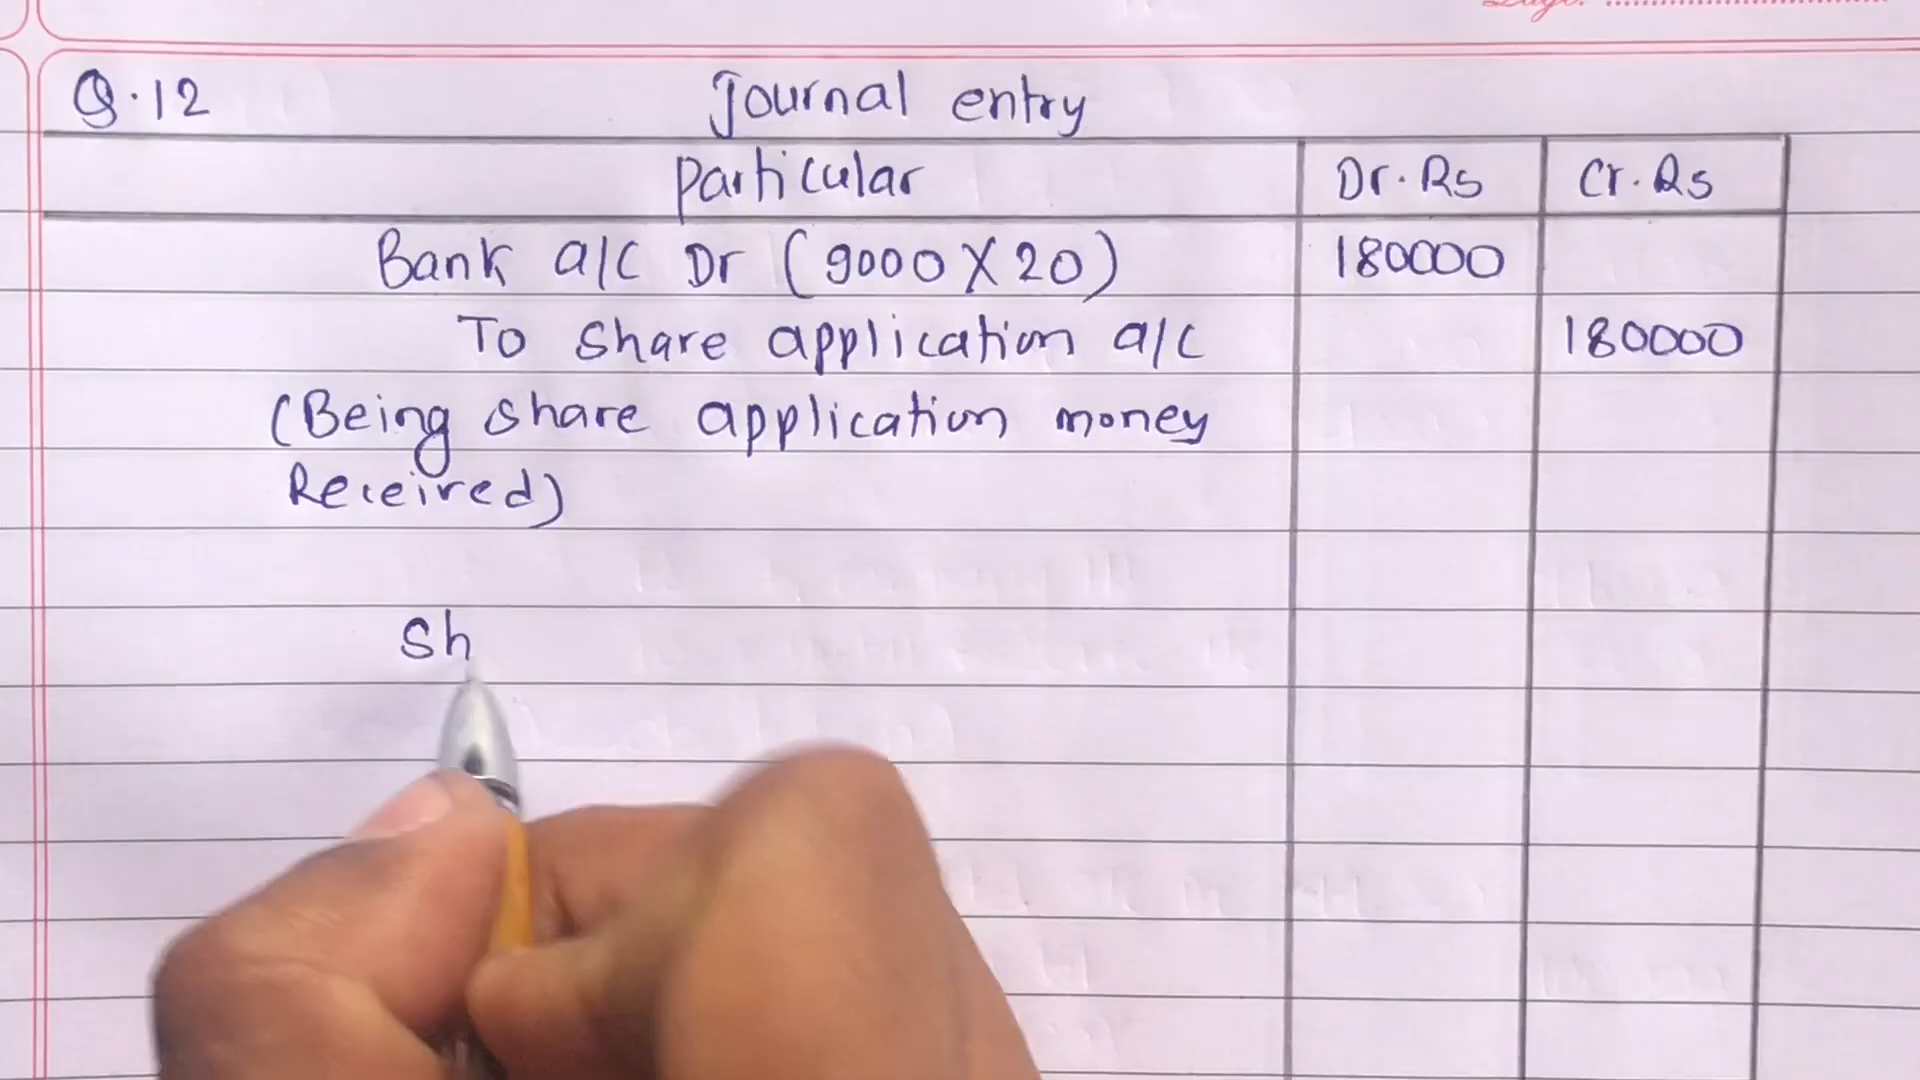 Page:
Q.12 Journal entry
Particular Dr. Rs Cr. Rs
Bank a/c Dr (9000 X 20) 180000
To share application a/c 180000
(Being share application money
Received)
Sh